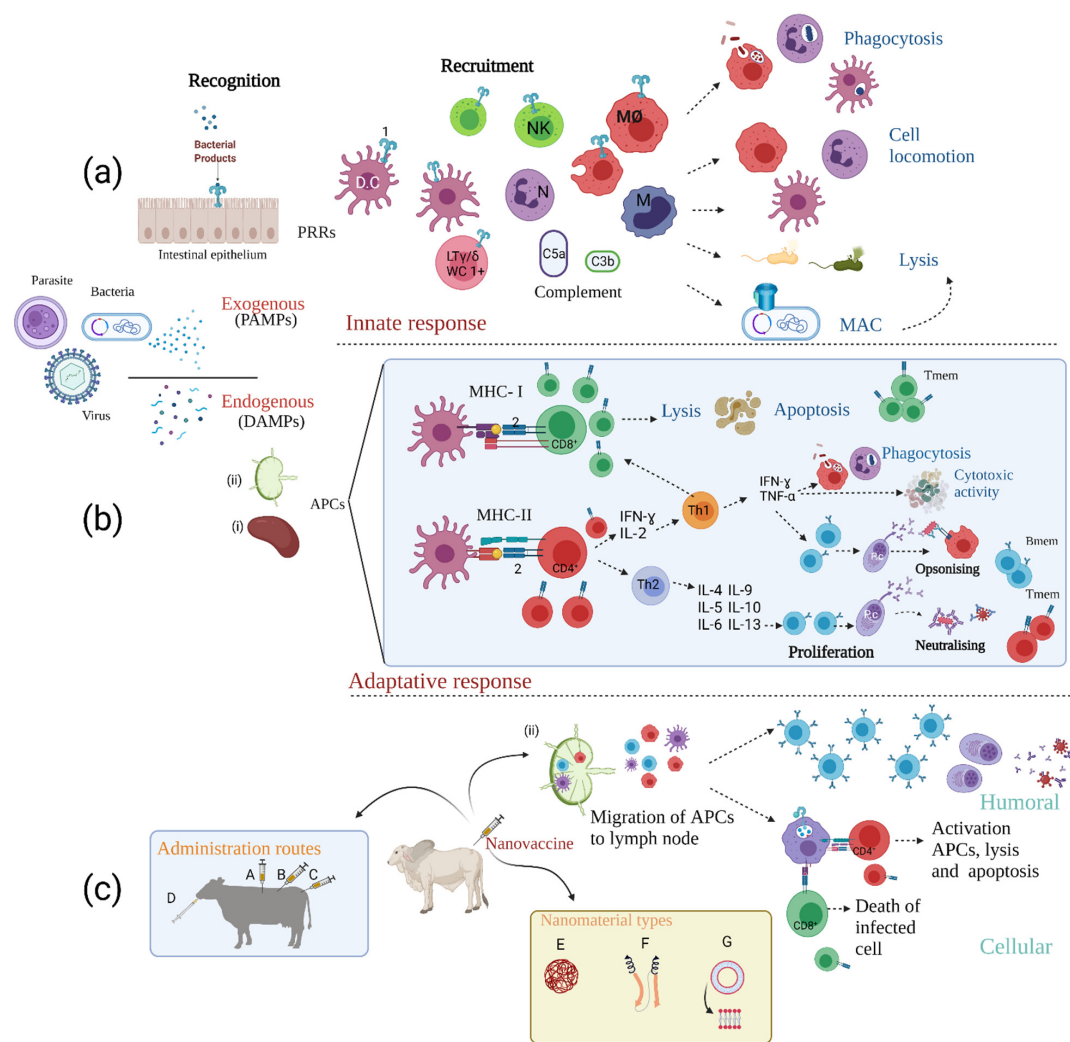 (a)
Recognition
Bacterial
Products
Intestinal epithelium
PRRs
Parasite
Bacteria
Virus
Exogenous
(PAMPs)
Endogenous
(DAMPs)
Recruitment
1
D.C
NK
MØ
N
M
LTγ/δ
WC 1+
C5a
C3b
Complement
Phagocytosis
Cell
locomotion
Lysis
MAC
Innate response
(b)
(ii)
(i)
APCs
MHC- I
2
CD8+
Lysis
Apoptosis
Tmem
MHC-II
2
CD4+
IFN-ɣ
IL-2
Th1
Th2
IFN-ɣ
TNF-α
Phagocytosis
Cytotoxic
activity
P.c
Opsonising
Bmem
IL-4 IL-9
IL-5 IL-10
IL-6 IL-13
Proliferation
P.c
Neutralising
Tmem
Adaptative response
(c)
Administration routes
A
B
C
D
Nanovaccine
(ii)
Migration of APCs
to lymph node
Nanomaterial types
E
F
G
Humoral
CD4+
Activation
APCs, lysis
and apoptosis
CD8+
Death of
infected
cell
Cellular